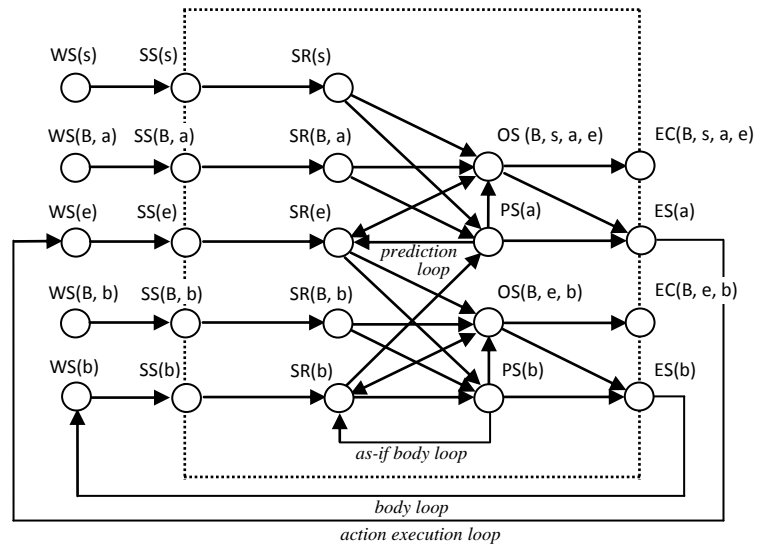 WS(s) SS(s) SR(s)
WS(B, a) SS(B, a) SR(B, a) OS (B, s, a, e) EC(B, s, a, e)
WS(e) SS(e) SR(e) PS(a) ES(a)
prediction
loop
WS(B, b) SS(B, b) SR(B, b) OS(B, e, b) EC(B, e, b)
WS(b) SS(b) SR(b) PS(b) ES(b)
as-if body loop
body loop
action execution loop